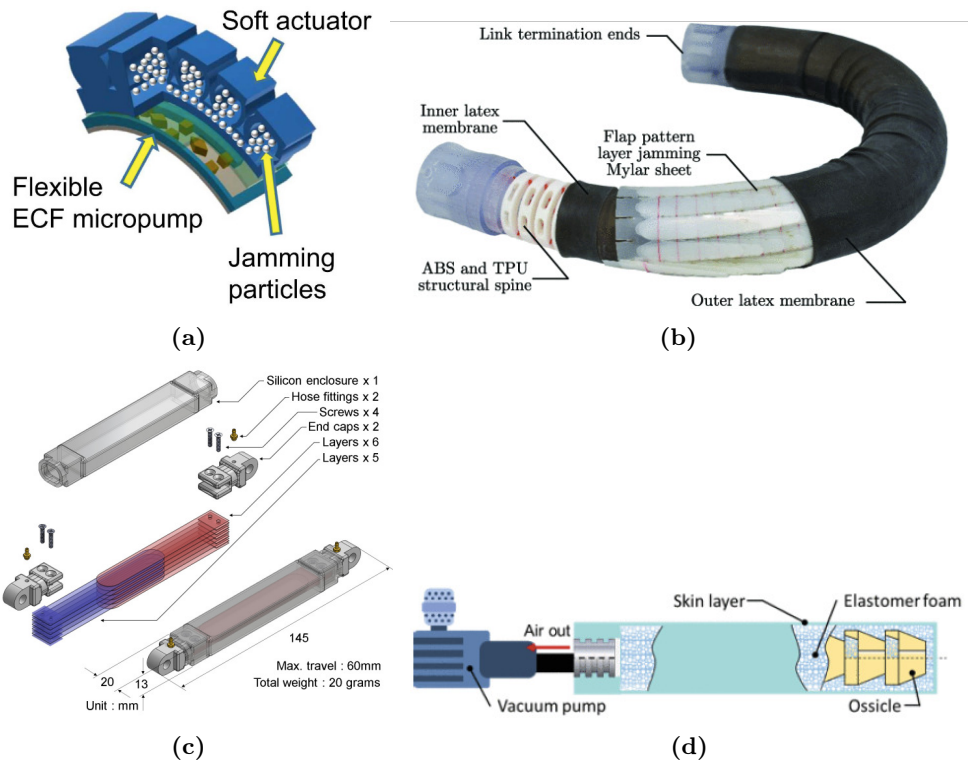 Soft actuator
Flexible
ECF micropump
Jamming
particles
(a)
Link termination ends
Inner latex
membrane
Flap pattern
layer jamming
Mylar sheet
ABS and TPU
structural spine
Outer latex membrane
(b)
Silicon enclosure x 1
Hose fittings x 2
Screws x 4
End caps x 2
Layers x 6
Layers x 5
145
20
13
Max. travel : 60mm
Total weight : 20 grams
Unit : mm
(c)
Skin layer
Elastomer foam
Air out
Vacuum pump
Ossicle
(d)